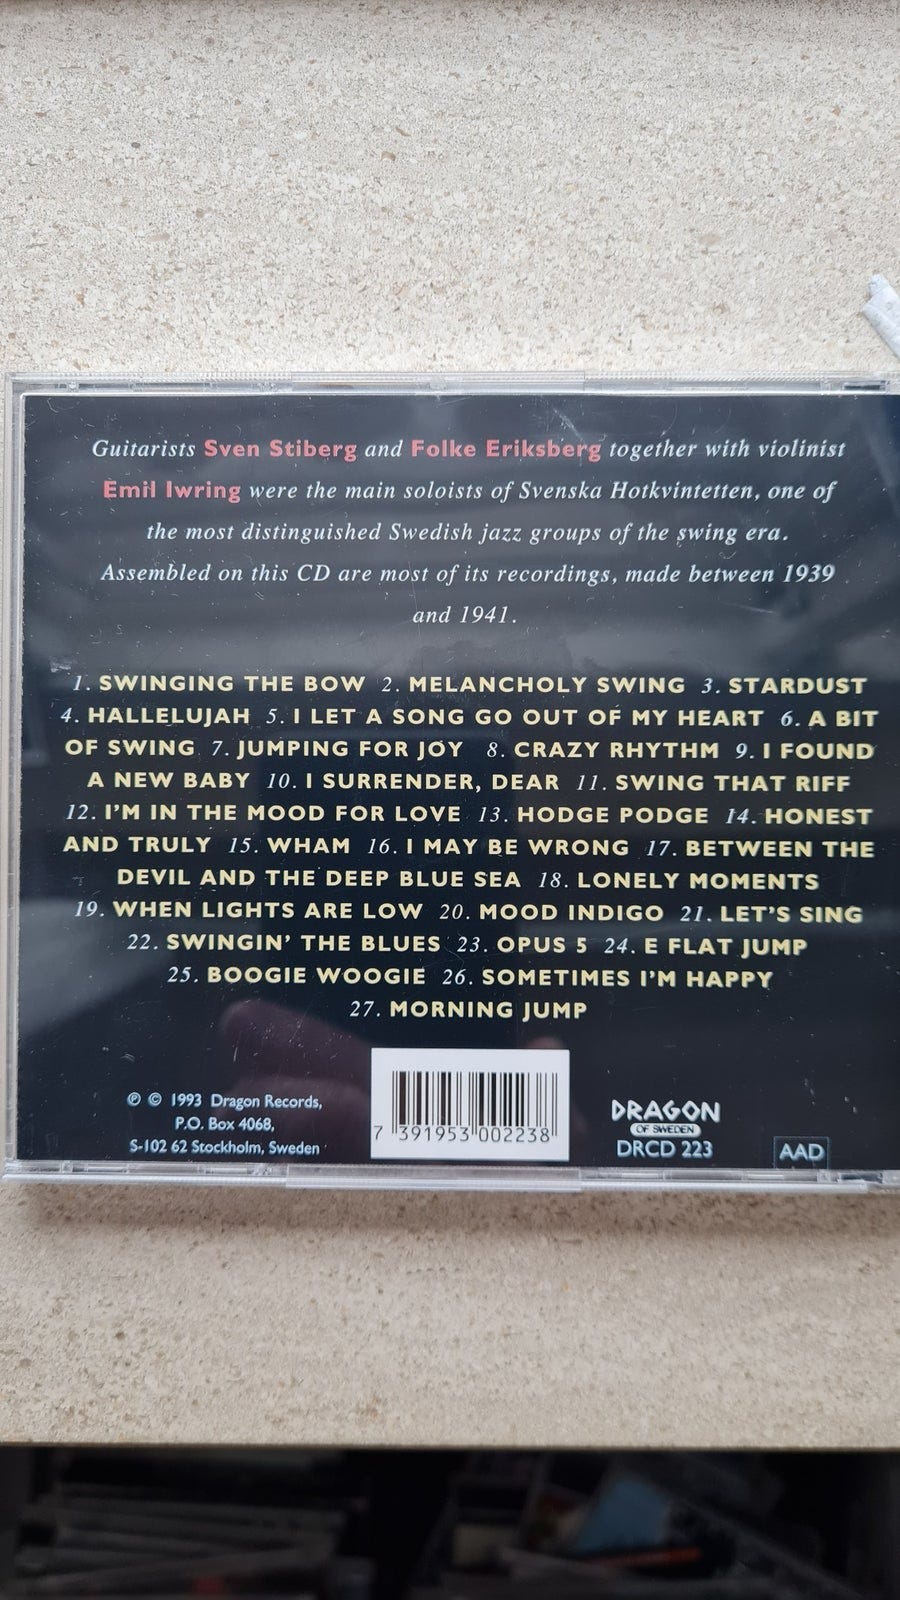 Guitarists Sven Stiberg and Folke Eriksberg together with violinist
Emil Iwring were the main soloists of Svenska Hotkvintetten, one of
the most distinguished Swedish jazz groups of the swing era.
Assembled on this CD are most of its recordings, made between 1939
and 1941.
1. SWINGING THE BOW 2. MELANCHOLY SWING 3. STARDUST
4. HALLELUJAH 5. I LET A SONG GO OUT OF MY HEART 6. A BIT
OF SWING 7. JUMPING FOR JOY 8. CRAZY RHYTHM 9. I FOUND
A NEW BABY 10. I SURRENDER, DEAR 11. SWING THAT RIFF
12. I'M IN THE MOOD FOR LOVE 13. HODGE PODGE 14. HONEST
AND TRULY 15. WHAM 16. I MAY BE WRONG 17. BETWEEN THE
DEVIL AND THE DEEP BLUE SEA 18. LONELY MOMENTS
19. WHEN LIGHTS ARE LOW 20. MOOD INDIGO 21. LET'S SING
22. SWINGIN' THE BLUES 23. OPUS 5 24. E FLAT JUMP
25. BOOGIE WOOGIE 26. SOMETIMES I'M HAPPY
27. MORNING JUMP
℗ © 1993 Dragon Records,
P.O. Box 4068,
S-102 62 Stockholm, Sweden
7 391953 002238
DRAGON
OF SWEDEN
DRCD 223
AAD